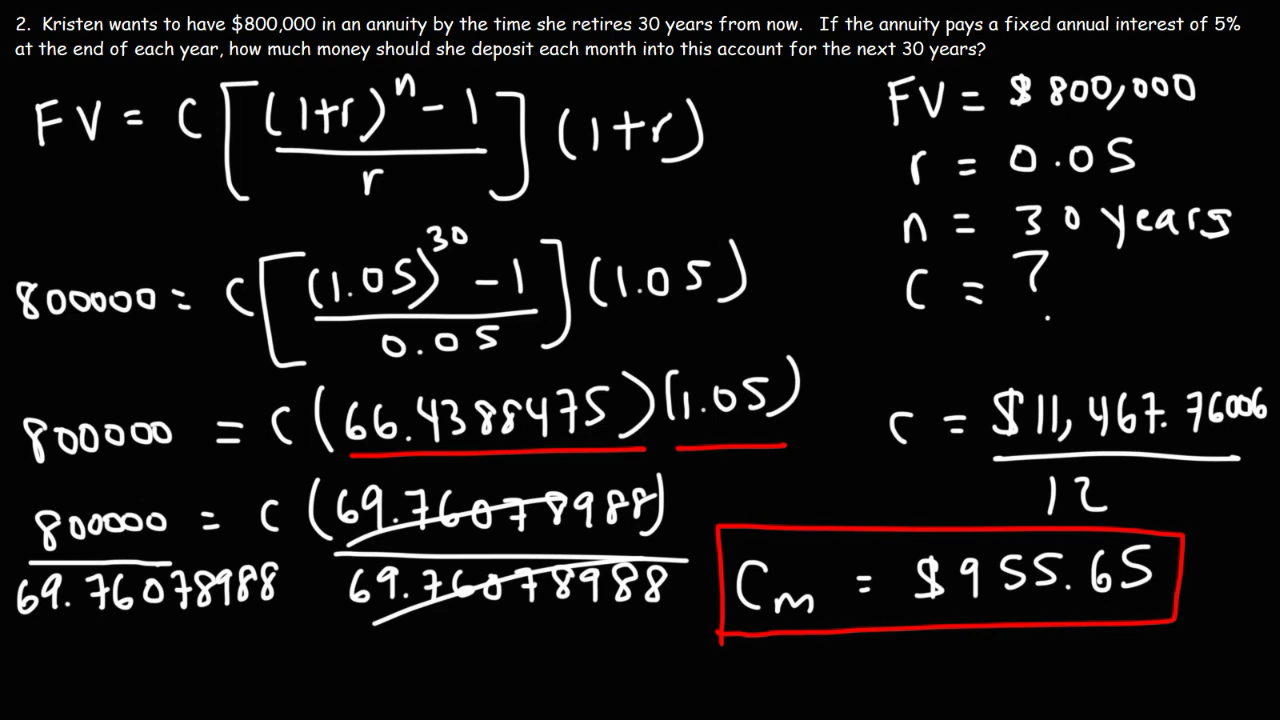 2. Kristen wants to have $800,000 in an annuity by the time she retires 30 years from now. If the annuity pays a fixed annual interest of 5%
at the end of each year, how much money should she deposit each month into this account for the next 30 years?
FV = C [ ((1+r)^n - 1) / r ] (1+r)
800000 = C [ ((1.05)^30 - 1) / 0.05 ] (1.05)
800000 = C (66.4388475)(1.05)
800000 = C (69.76078988)
69.76078988 69.76078988
FV = $800,000
r = 0.05
n = 30 years
C = ?
C = $11,467.76006
12
Cm = $955.65